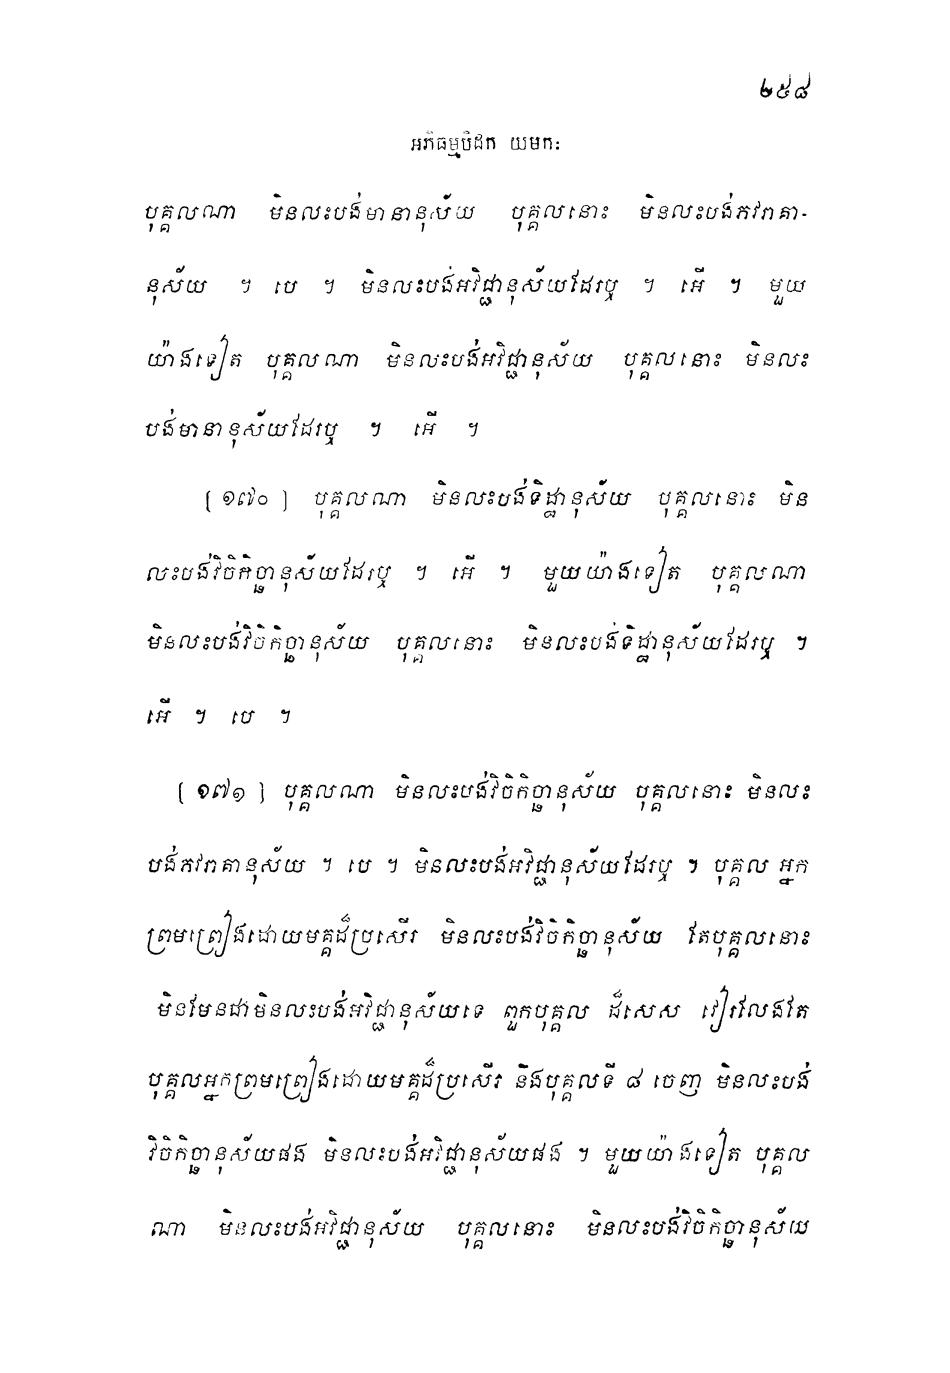 ២៥៨
អភិធម្មបិដក យមកៈ
បុគ្គលណា មិនលះបង់មានានុស័យ បុគ្គលនោះ មិនលះបង់ភវរាគា-
នុស័យ ។ បេ ។ មិនលះបង់អវិជ្ជានុស័យដែរឬ ។ អើ ។ មួយ
យ៉ាងទៀត បុគ្គលណា មិនលះបង់អវិជ្ជានុស័យ បុគ្គលនោះ មិនលះ
បង់មានានុស័យដែរឬ ។ អើ ។
[ ១៧០ ] បុគ្គលណា មិនលះបង់ទិដ្ឋានុស័យ បុគ្គលនោះ មិន
លះបង់វិចិកិច្ឆានុស័យដែរឬ ។ អើ ។ មួយយ៉ាងទៀត បុគ្គលណា
មិនលះបង់វិចិកិច្ឆានុស័យ បុគ្គលនោះ មិនលះបង់ទិដ្ឋានុស័យដែរឬ ។
អើ ។ បេ ។
[ ១៧១ ] បុគ្គលណា មិនលះបង់វិចិកិច្ឆានុស័យ បុគ្គលនោះ មិនលះ
បង់ភវរាគានុស័យ ។ បេ ។ មិនលះបង់អវិជ្ជានុស័យដែរឬ ។ បុគ្គល អ្នក
ព្រមព្រៀងដោយមគ្គដ៏ប្រសើរ មិនលះបង់វិចិកិច្ឆានុស័យ តែបុគ្គលនោះ
មិនមែនជាមិនលះបង់អវិជ្ជានុស័យទេ ពួកបុគ្គល ដ៏សេស វៀរលែងតែ
បុគ្គលអ្នកព្រមព្រៀងដោយមគ្គដ៏ប្រសើរ និងបុគ្គលទី ៨ ចេញ មិនលះបង់
វិចិកិច្ឆានុស័យផង មិនលះបង់អវិជ្ជានុស័យផង ។ មួយយ៉ាងទៀត បុគ្គល
ណា មិនលះបង់អវិជ្ជានុស័យ បុគ្គលនោះ មិនលះបង់វិចិកិច្ឆានុស័យ